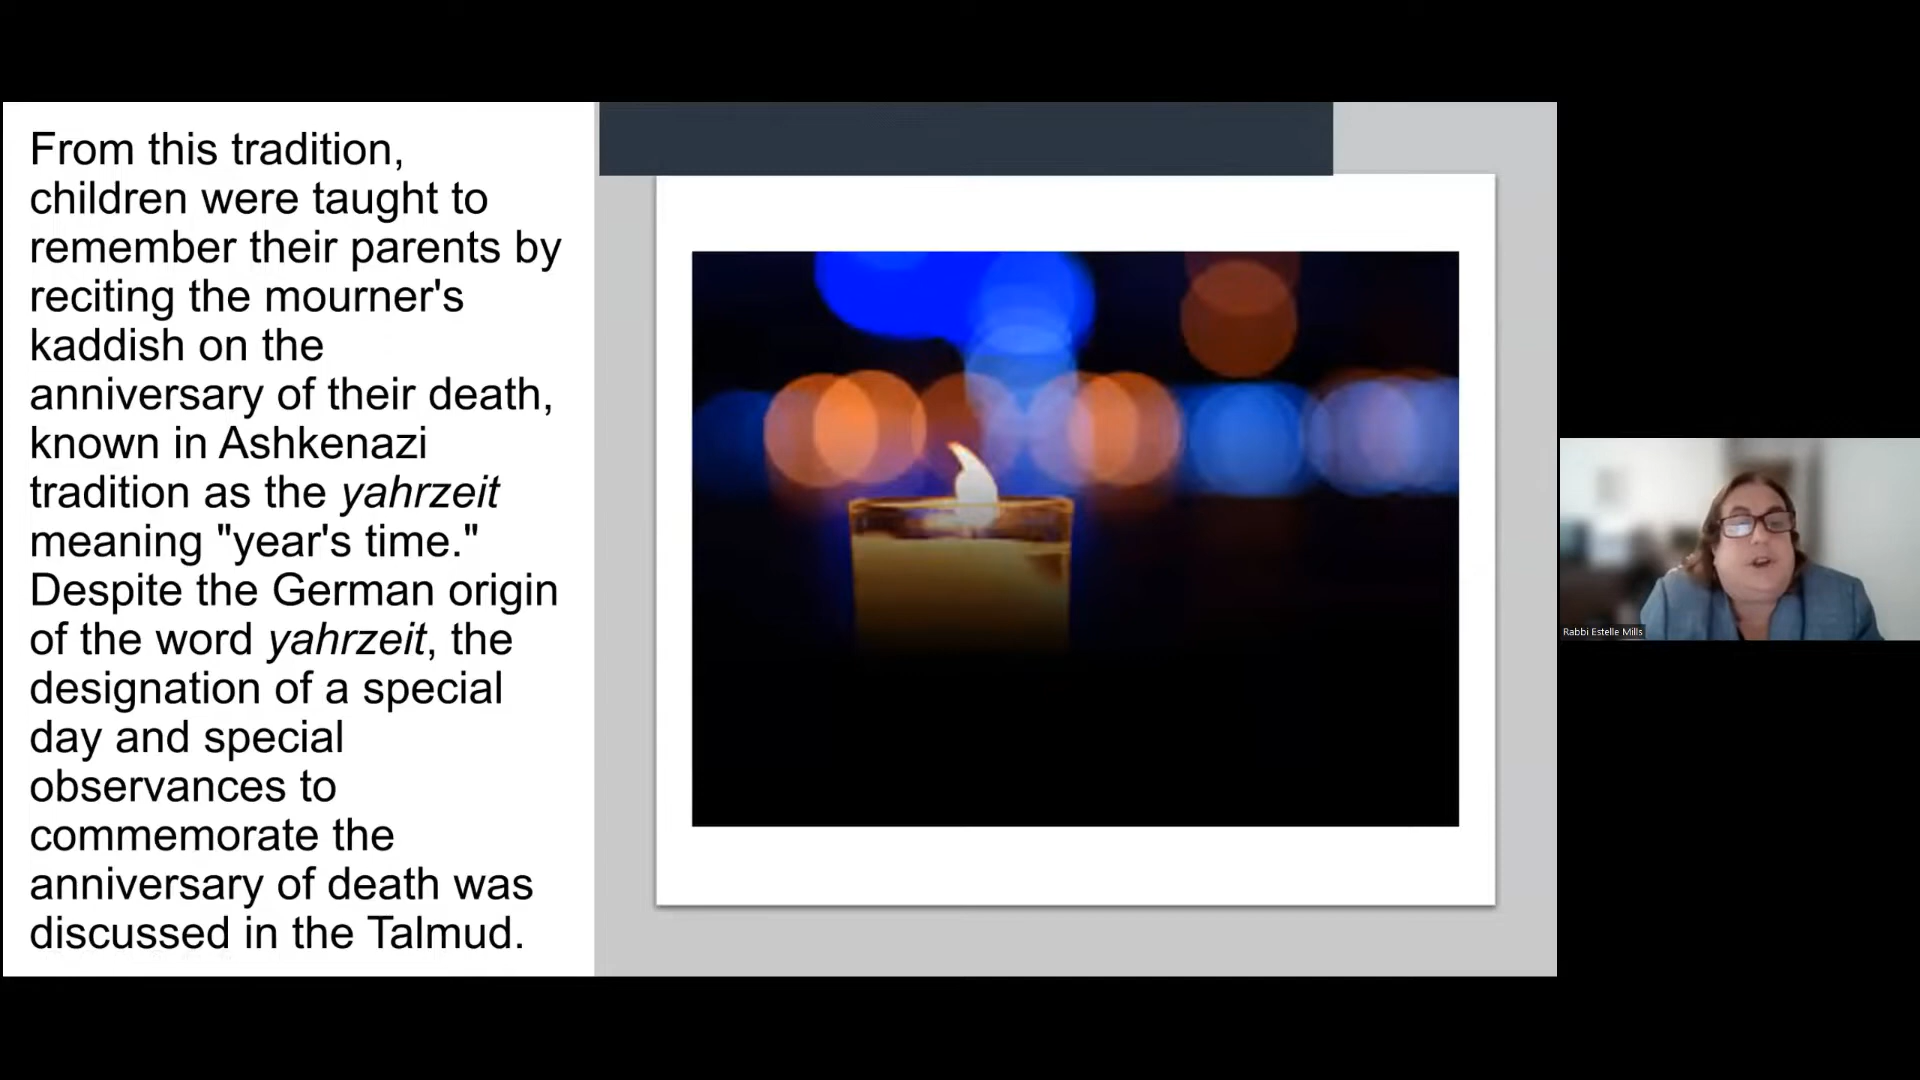 From this tradition,
children were taught to
remember their parents by
reciting the mourner's
kaddish on the
anniversary of their death,
known in Ashkenazi
tradition as the yahrzeit
meaning "year's time."
Despite the German origin
of the word yahrzeit, the
designation of a special
day and special
observances to
commemorate the
anniversary of death was
discussed in the Talmud.
Rabbi Estelle Mills